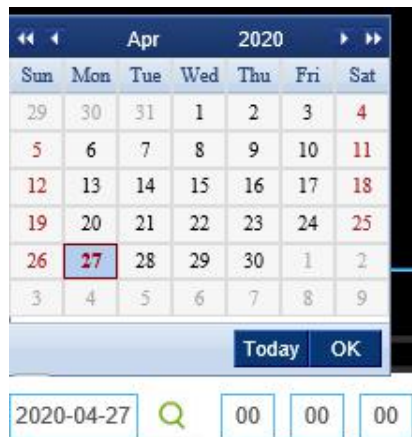 Apr 2020
Sun Mon Tue Wed Thu Fri Sat
29 30 31 1 2 3 4
5 6 7 8 9 10 11
12 13 14 15 16 17 18
19 20 21 22 23 24 25
26 27 28 29 30 1 2
3 4 5 6 7 8 9
Today OK
2020-04-27 00 00 00